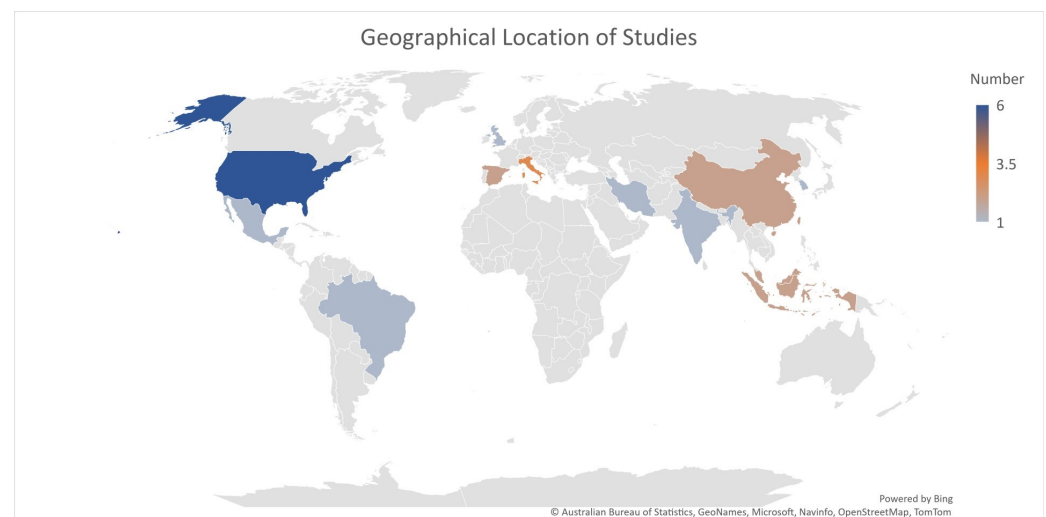 Geographical Location of Studies
Number
6
3.5
1
Powered by Bing
© Australian Bureau of Statistics, GeoNames, Microsoft, Navinfo, OpenStreetMap, TomTom